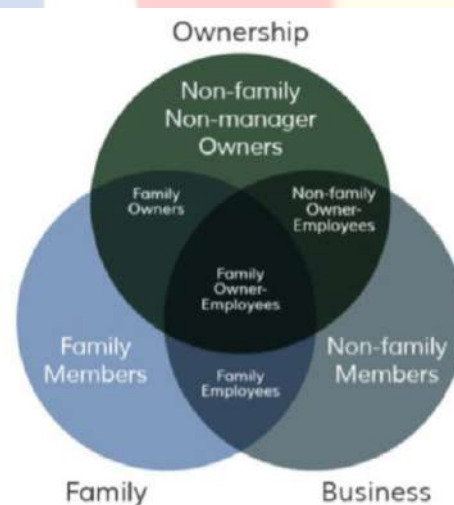 Ownership
Non-family
Non-manager
Owners
Family
Owners
Non-family
Owner-
Employees
Family
Owner-
Employees
Family
Members
Non-family
Members
Family
Employees
Family
Business